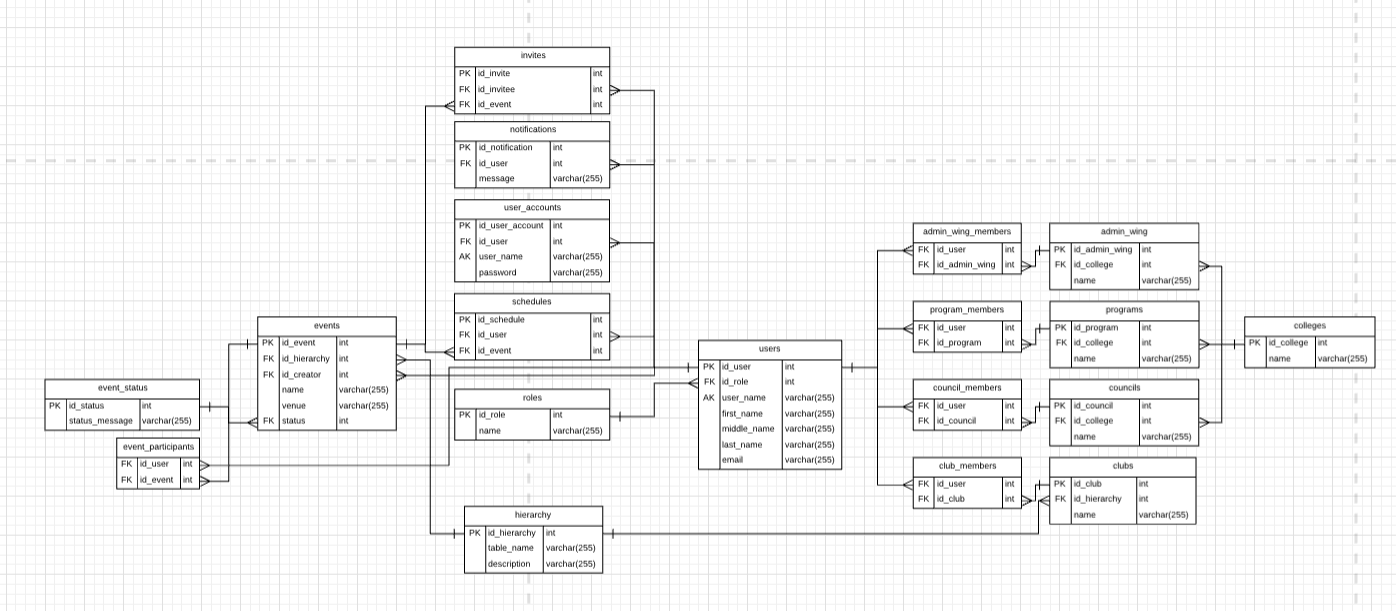 invites
PK id_invite int
FK id_invitee int
FK id_event int
notifications
PK id_notification int
FK id_user int
message varchar(255)
user_accounts
PK id_user_account int
FK id_user int
AK user_name varchar(255)
password varchar(255)
schedules
PK id_schedule int
FK id_user int
FK id_event int
events
PK id_event int
FK id_hierarchy int
FK id_creator int
name varchar(255)
venue varchar(255)
FK status int
event_status
PK id_status int
status_message varchar(255)
event_participants
FK id_user int
FK id_event int
roles
PK id_role int
name varchar(255)
hierarchy
PK id_hierarchy int
table_name varchar(255)
description varchar(255)
users
PK id_user int
FK id_role int
AK user_name varchar(255)
first_name varchar(255)
middle_name varchar(255)
last_name varchar(255)
email varchar(255)
admin_wing_members
FK id_user int
FK id_admin_wing int
admin_wing
PK id_admin_wing int
FK id_college int
name varchar(255)
program_members
FK id_user int
FK id_program int
programs
PK id_program int
FK id_college int
name varchar(255)
council_members
FK id_user int
FK id_council int
councils
PK id_council int
FK id_college int
name varchar(255)
club_members
FK id_user int
FK id_club int
clubs
PK id_club int
FK id_hierarchy int
name varchar(255)
colleges
PK id_college int
name varchar(255)